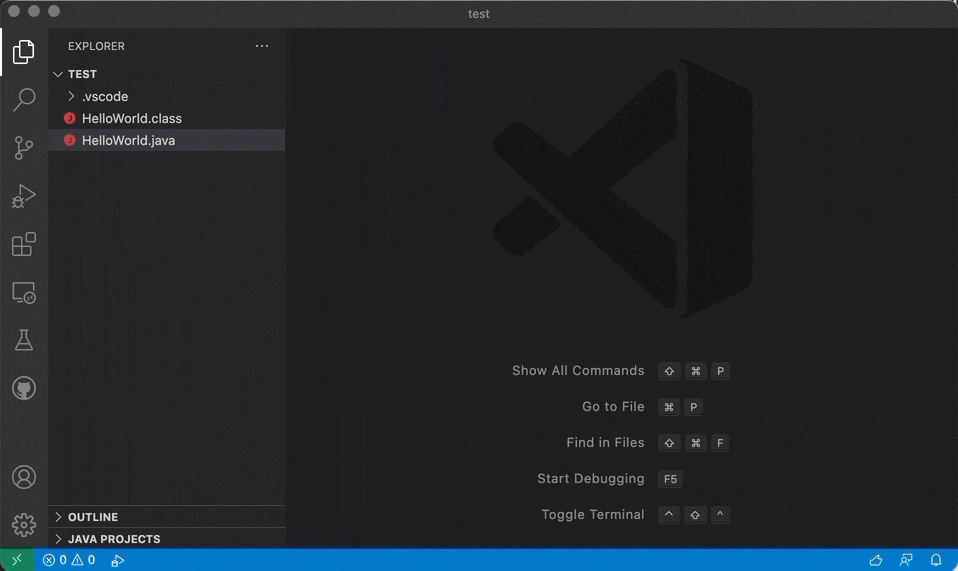 test
EXPLORER
TEST
.vscode
HelloWorld.class
HelloWorld.java
Show All Commands ⇧ ⌘ P
Go to File ⌘ P
Find in Files ⇧ ⌘ F
Start Debugging F5
Toggle Terminal ^ ⇧ ^
OUTLINE
JAVA PROJECTS
0 0